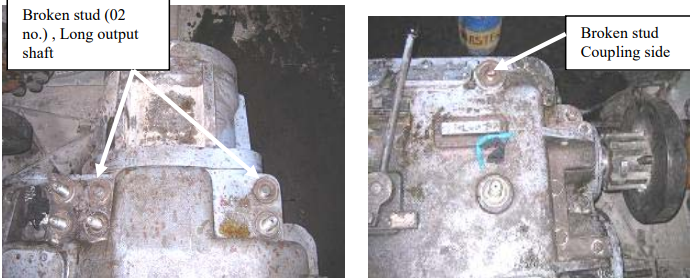 Broken stud (02
no.) , Long output
shaft
Broken stud
Coupling side